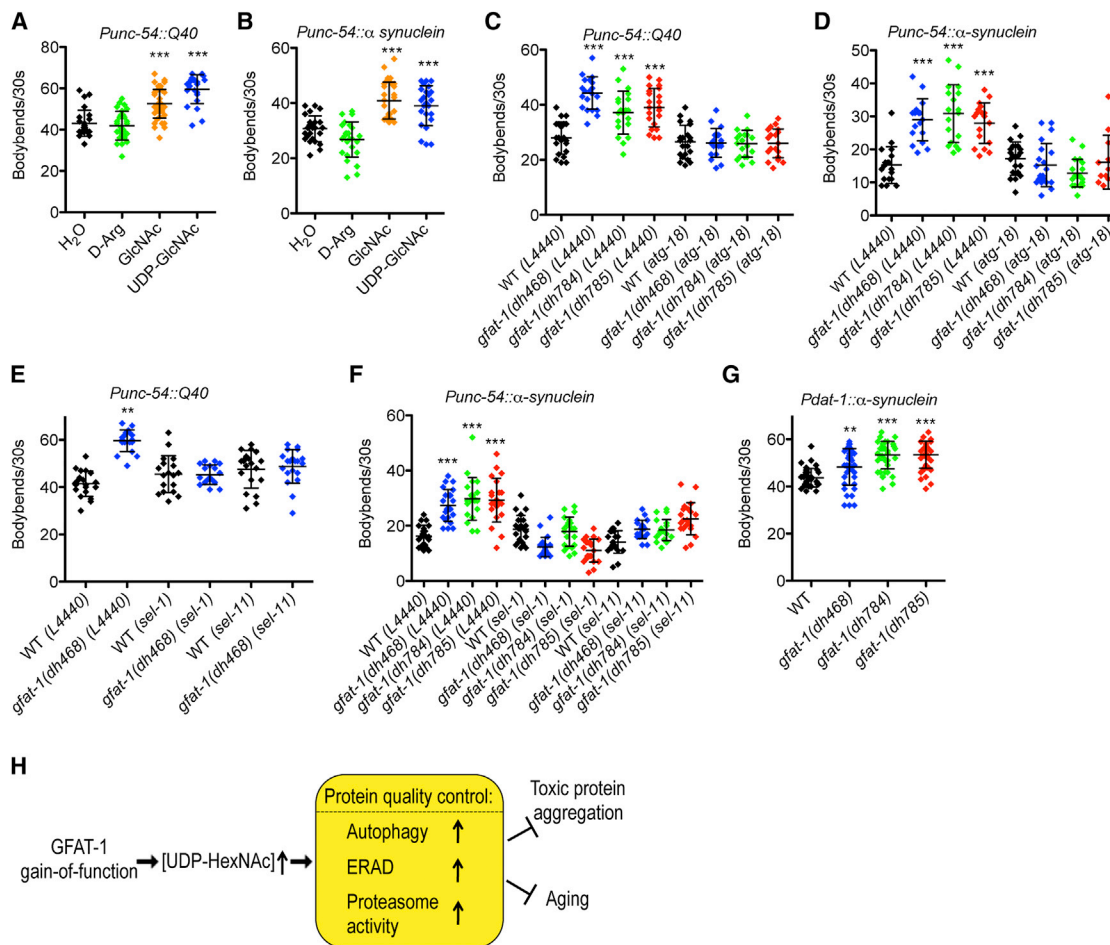 A
Punc-54::Q40
Bodybends/30s
80
60
40
20
0
***
***
H2O
D-Arg
GlcNAc
UDP-GlcNAc
B
Punc-54::α synuclein
Bodybends/30s
60
40
20
0
***
***
H2O
D-Arg
GlcNAc
UDP-GlcNAc
C
Punc-54::Q40
Bodybends/30s
60
40
20
0
***
***
***
WT (L4440)
gfat-1(dh468) (L4440)
gfat-1(dh784) (L4440)
gfat-1(dh785) (L4440)
WT (atg-18)
gfat-1(dh468) (atg-18)
gfat-1(dh784) (atg-18)
gfat-1(dh785) (atg-18)
D
Punc-54::α-synuclein
Bodybends/30s
50
40
30
20
10
0
***
***
***
WT (L4440)
gfat-1(dh468) (L4440)
gfat-1(dh784) (L4440)
gfat-1(dh785) (L4440)
WT (atg-18)
gfat-1(dh468) (atg-18)
gfat-1(dh784) (atg-18)
gfat-1(dh785) (atg-18)
E
Punc-54::Q40
Bodybends/30s
80
60
40
20
0
**
WT (L4440)
gfat-1(dh468) (L4440)
WT (sel-1)
gfat-1(dh468) (sel-1)
WT (sel-11)
gfat-1(dh468) (sel-11)
F
Punc-54::α-synuclein
Bodybends/30s
60
40
20
0
***
***
***
WT (L4440)
gfat-1(dh468) (L4440)
gfat-1(dh784) (L4440)
gfat-1(dh785) (L4440)
WT (sel-1)
gfat-1(dh468) (sel-1)
gfat-1(dh784) (sel-1)
gfat-1(dh785) (sel-1)
WT (sel-11)
gfat-1(dh468) (sel-11)
gfat-1(dh784) (sel-11)
gfat-1(dh785) (sel-11)
G
Pdat-1::α-synuclein
Bodybends/30s
80
60
40
20
0
**
***
***
WT
gfat-1(dh468)
gfat-1(dh784)
gfat-1(dh785)
H
GFAT-1
gain-of-function
[UDP-HexNAc]
Protein quality control:
Autophagy
ERAD
Proteasome
activity
Toxic protein
aggregation
Aging